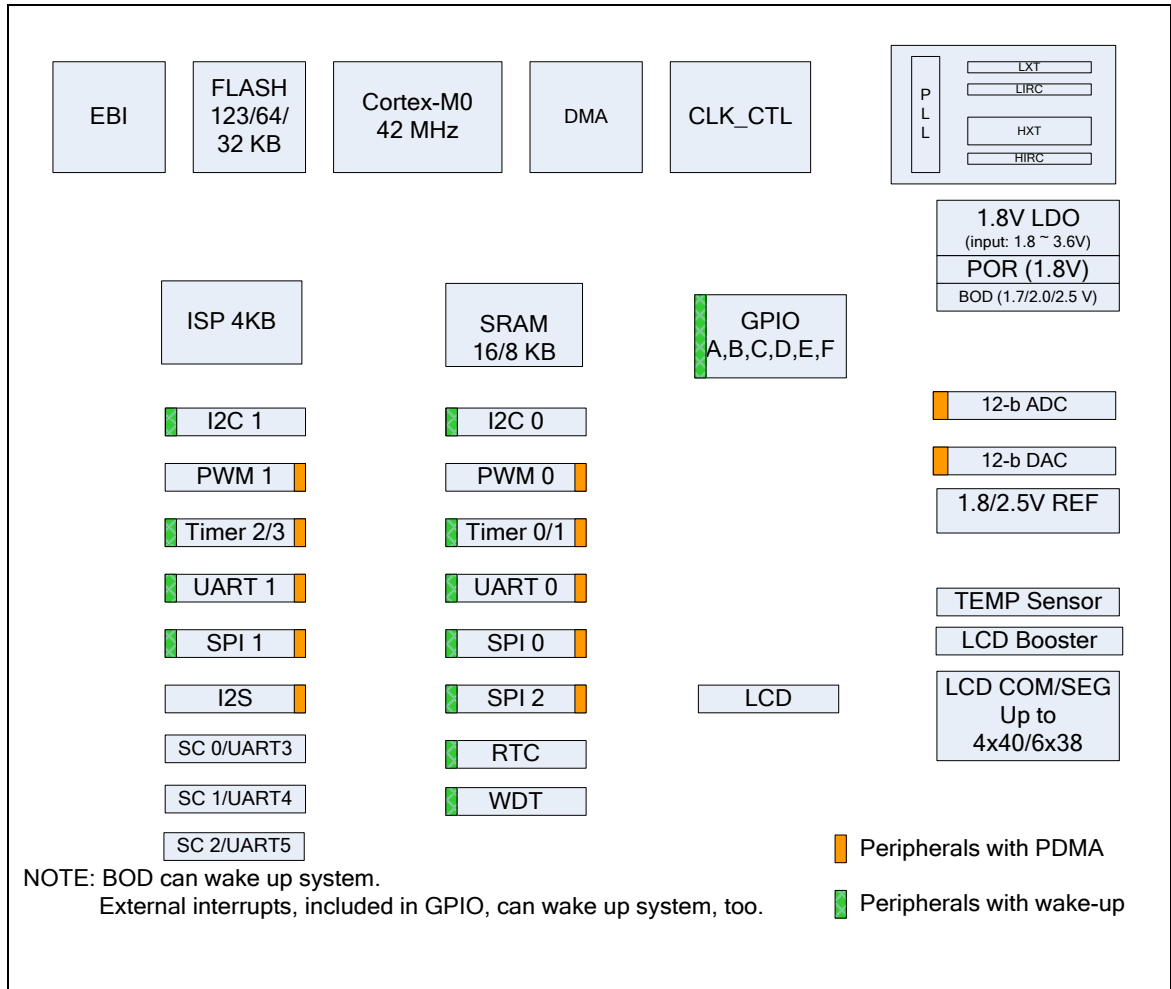 EBI
FLASH
123/64/
32 KB
Cortex-M0
42 MHz
DMA
CLK_CTL
P
L
L
LXT
LIRC
HXT
HIRC
1.8V LDO
(input: 1.8 ~ 3.6V)
POR (1.8V)
BOD (1.7/2.0/2.5 V)
ISP 4KB
SRAM
16/8 KB
GPIO
A,B,C,D,E,F
I2C 1
I2C 0
12-b ADC
PWM 1
PWM 0
12-b DAC
1.8/2.5V REF
Timer 2/3
Timer 0/1
UART 1
UART 0
TEMP Sensor
SPI 1
SPI 0
LCD Booster
I2S
SPI 2
LCD
LCD COM/SEG
Up to
4x40/6x38
SC 0/UART3
RTC
SC 1/UART4
WDT
SC 2/UART5
Peripherals with PDMA
NOTE: BOD can wake up system.
External interrupts, included in GPIO, can wake up system, too.
Peripherals with wake-up